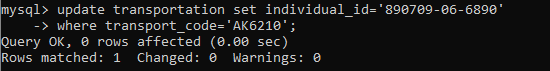 mysql> update transportation set individual_id='890709-06-6890'
    -> where transport_code='AK6210';
Query OK, 0 rows affected (0.00 sec)
Rows matched: 1  Changed: 0  Warnings: 0